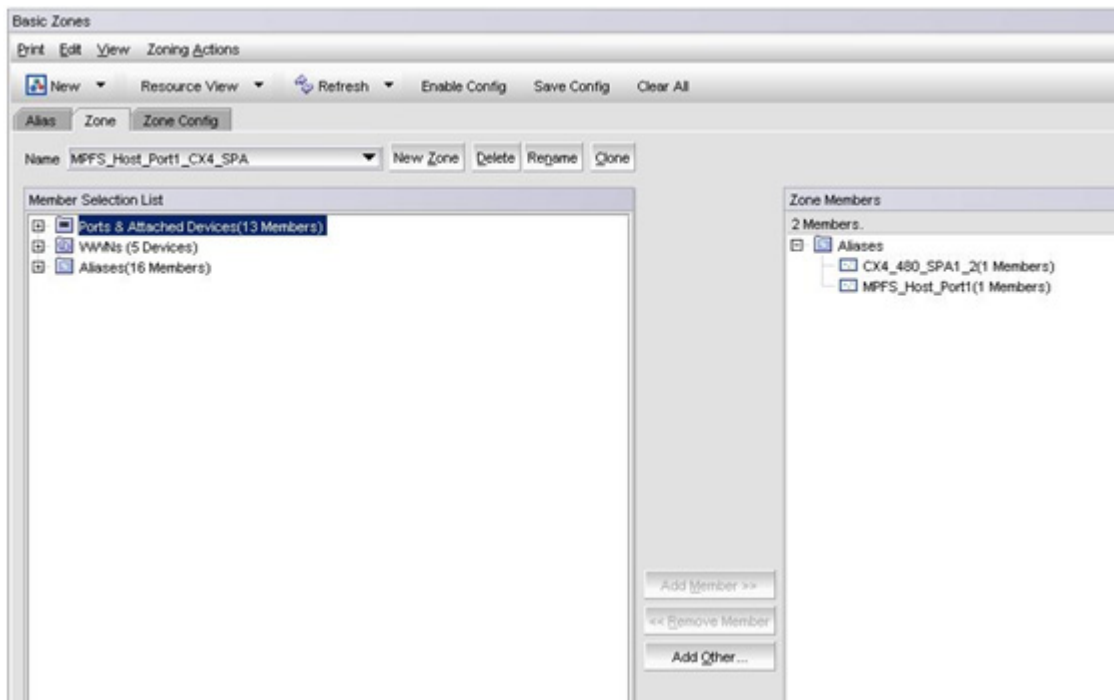 Basic Zones
Print Edit View Zoning Actions
New Resource View Refresh Enable Config Save Config Clear All
Alias Zone Zone Config
Name MPFS_Host_Port1_CX4_SPA New Zone Delete Rename Clone
Member Selection List
Ports & Attached Devices(13 Members)
WWNs (5 Devices)
Aliases(16 Members)
Zone Members
2 Members.
Aliases
CX4_480_SPA1_2(1 Members)
MPFS_Host_Port1(1 Members)
Add Member >>
<< Remove Member
Add Other...